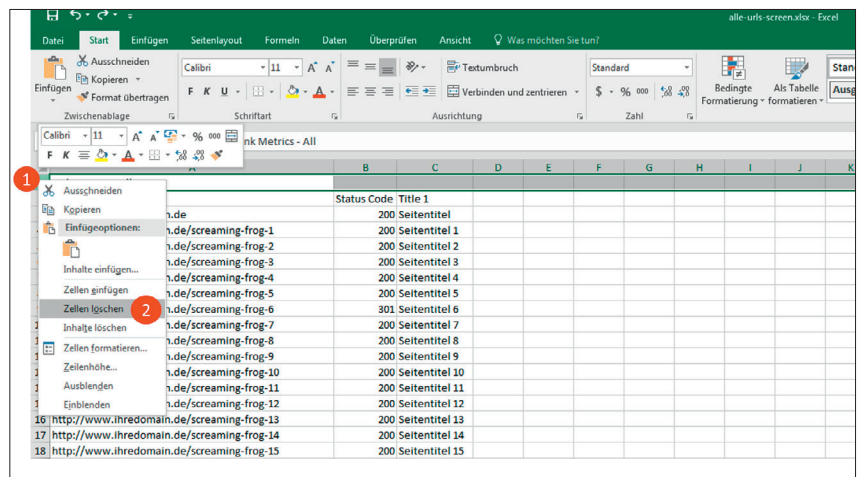 alle-urls-screen.xlsx - Excel
Datei Start Einfügen Seitenlayout Formeln Daten Überprüfen Ansicht Was möchten Sie tun?
Ausschneiden
Kopieren
Format übertragen
Einfügen
Zwischenablage
Calibri 11
F K U
Schriftart
Textumbruch
Verbinden und zentrieren
Ausrichtung
Standard
$ % 000
Zahl
Bedingte Formatierung
Als Tabelle formatieren
Stan
Ausg
Calibri 11 % 000
F K
nk Metrics - All
A B C D E F G H I J K
1
Ausschneiden
Kopieren
Einfügeoptionen:
Inhalte einfügen...
Zellen einfügen
Zellen löschen 2
Inhalte löschen
Zellen formatieren...
Zeilenhöhe...
Ausblenden
Einblenden
Status Code Title 1
n.de 200 Seitentitel
n.de/screaming-frog-1 200 Seitentitel 1
n.de/screaming-frog-2 200 Seitentitel 2
n.de/screaming-frog-3 200 Seitentitel 3
n.de/screaming-frog-4 200 Seitentitel 4
n.de/screaming-frog-5 200 Seitentitel 5
n.de/screaming-frog-6 301 Seitentitel 6
n.de/screaming-frog-7 200 Seitentitel 7
n.de/screaming-frog-8 200 Seitentitel 8
n.de/screaming-frog-9 200 Seitentitel 9
n.de/screaming-frog-10 200 Seitentitel 10
n.de/screaming-frog-11 200 Seitentitel 11
n.de/screaming-frog-12 200 Seitentitel 12
16 http://www.ihredomain.de/screaming-frog-13 200 Seitentitel 13
17 http://www.ihredomain.de/screaming-frog-14 200 Seitentitel 14
18 http://www.ihredomain.de/screaming-frog-15 200 Seitentitel 15